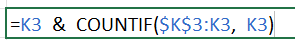 =K3 & COUNTIF($K$3:K3, K3)